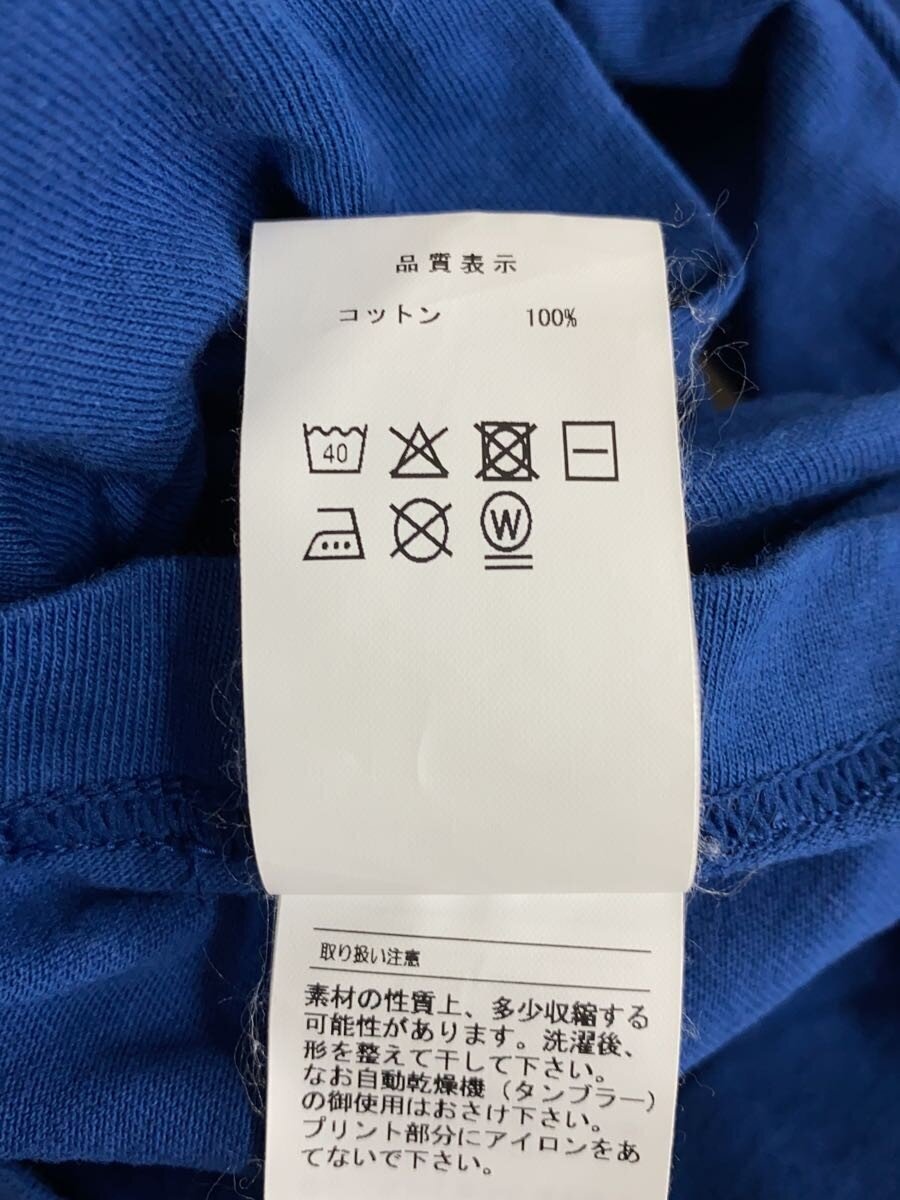 品質表示
コットン 100%
40
W
取り扱い注意
素材の性質上、多少収縮する
可能性があります。洗濯後、
形を整えて干して下さい。
なお自動乾燥機（タンブラー）
の御使用はおさけ下さい。
プリント部分にアイロンをあ
てないで下さい。